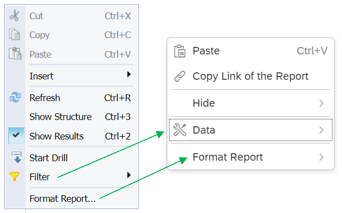 Cut Ctrl+X
Copy Ctrl+C
Paste Ctrl+V
Insert
Refresh Ctrl+R
Show Structure Ctrl+3
Show Results Ctrl+2
Start Drill
Filter
Format Report...
Paste Ctrl+V
Copy Link of the Report
Hide
Data
Format Report